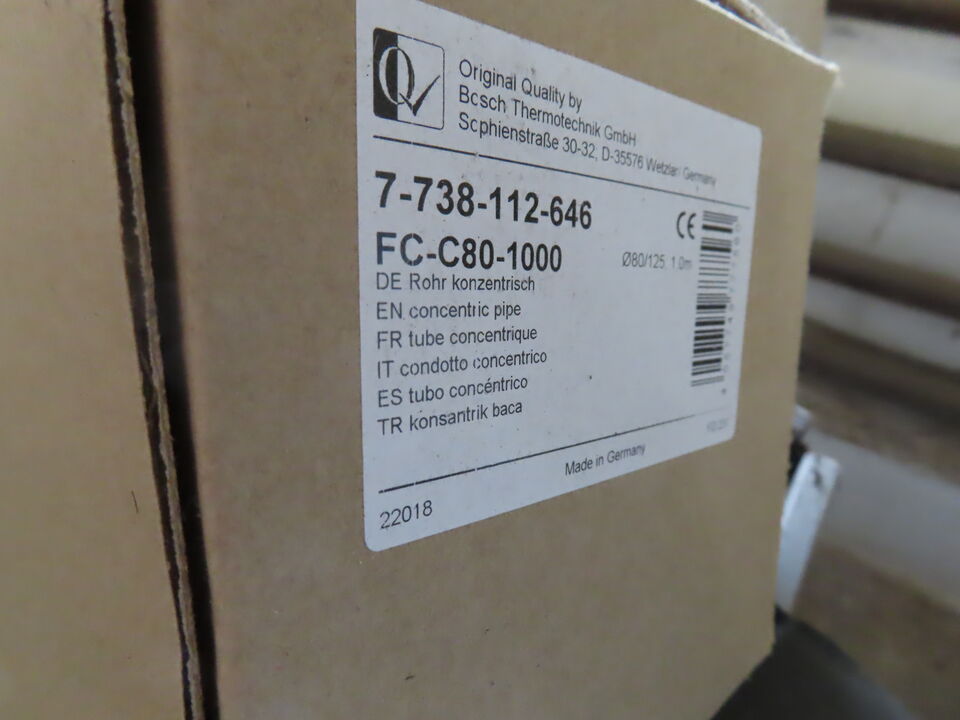 Q
Original Quality by
Bosch Thermotechnik GmbH
Sophienstraße 30-32, D-35576 Wetzlar Germany
7-738-112-646
FC-C80-1000
Ø80/125, 1.0m
CE
DE Rohr konzentrisch
EN concentric pipe
FR tube concentrique
IT condotto concentrico
ES tubo concéntrico
TR konsantrik baca
Made in Germany
22018